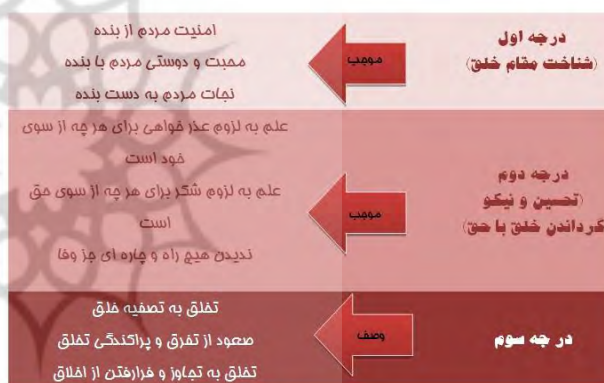 درجه اول
(شناخت مقام خلق)
موجب
امنیت مردم از بنده
محبت و دوستی مردم با بنده
نجات مردم به دست بنده
درجه دوم
(تحسین و نیکو
گرداندن خلق با حق)
موجب
علم به لزوم عذر خواهی برای هر چه از سوی
خود است
علم به لزوم شکر برای هر چه از سوی حق
است
ندیدن هیچ راه و چاره ای جز وفا
در جه سوم
وصف
تخلق به تصفیه خلق
صعود از تفرق و پراکندگی تخلق
تخلق به تجاوز و فرارفتن از اخلاق